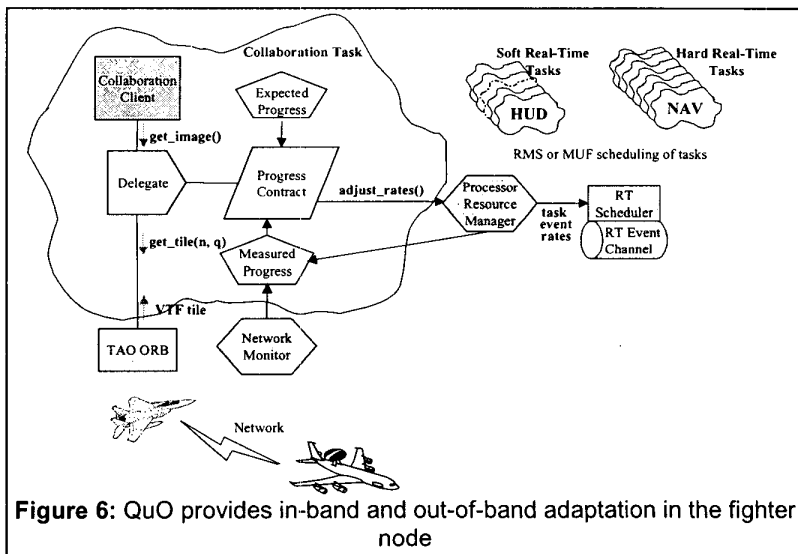 Collaboration Task
Soft Real-Time
Tasks
Hard Real-Time
Tasks
Collaboration
Client
Expected
Progress
HUD
NAV
get_image()
RMS or MUF scheduling of tasks
Delegate
Progress
Contract
adjust_rates()
Processor
Resource
Manager
task
event
rates
RT
Scheduler
RT Event
Channel
get_tile(n, q)
Measured
Progress
VTF tile
TAO ORB
Network
Monitor
Network
Figure 6: QuO provides in-band and out-of-band adaptation in the fighter
node